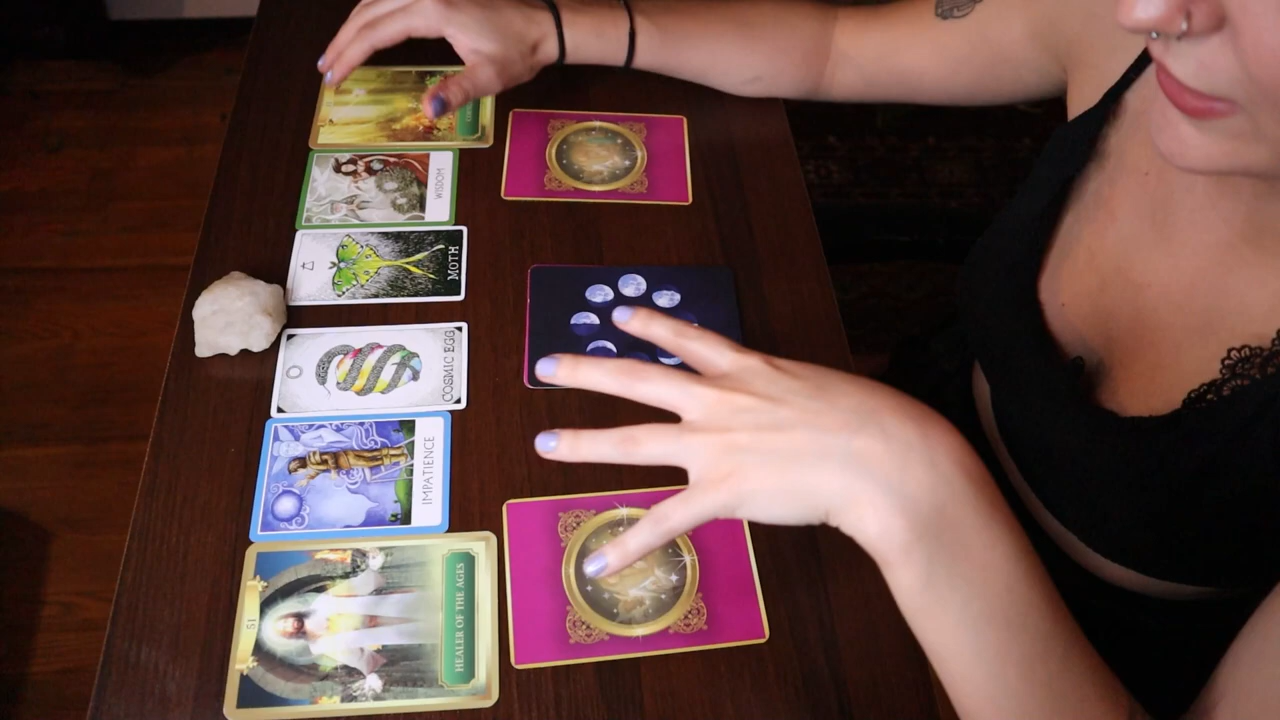 WISDOM
MOTH
COSMIC EGG
IMPATIENCE
51
HEALER OF THE AGES